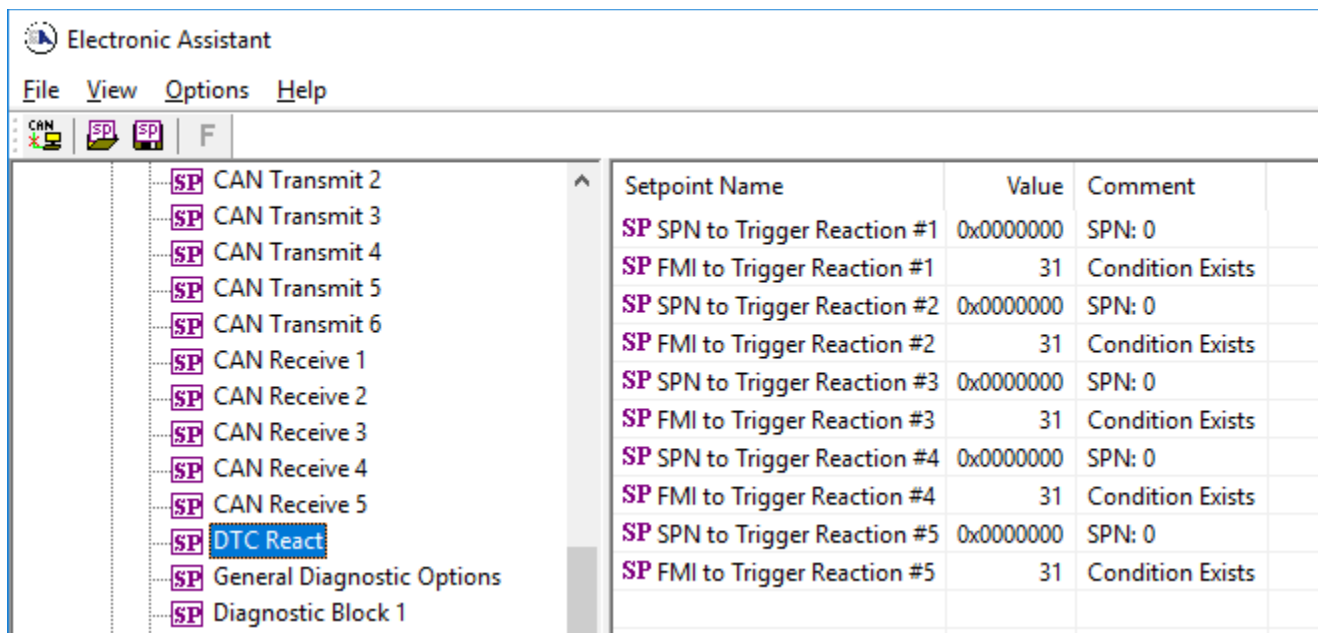 Electronic Assistant
File View Options Help
CAN SP SP F
SP CAN Transmit 2
SP CAN Transmit 3
SP CAN Transmit 4
SP CAN Transmit 5
SP CAN Transmit 6
SP CAN Receive 1
SP CAN Receive 2
SP CAN Receive 3
SP CAN Receive 4
SP CAN Receive 5
SP DTC React
SP General Diagnostic Options
SP Diagnostic Block 1
Setpoint Name Value Comment
SP SPN to Trigger Reaction #1 0x0000000 SPN: 0
SP FMI to Trigger Reaction #1 31 Condition Exists
SP SPN to Trigger Reaction #2 0x0000000 SPN: 0
SP FMI to Trigger Reaction #2 31 Condition Exists
SP SPN to Trigger Reaction #3 0x0000000 SPN: 0
SP FMI to Trigger Reaction #3 31 Condition Exists
SP SPN to Trigger Reaction #4 0x0000000 SPN: 0
SP FMI to Trigger Reaction #4 31 Condition Exists
SP SPN to Trigger Reaction #5 0x0000000 SPN: 0
SP FMI to Trigger Reaction #5 31 Condition Exists